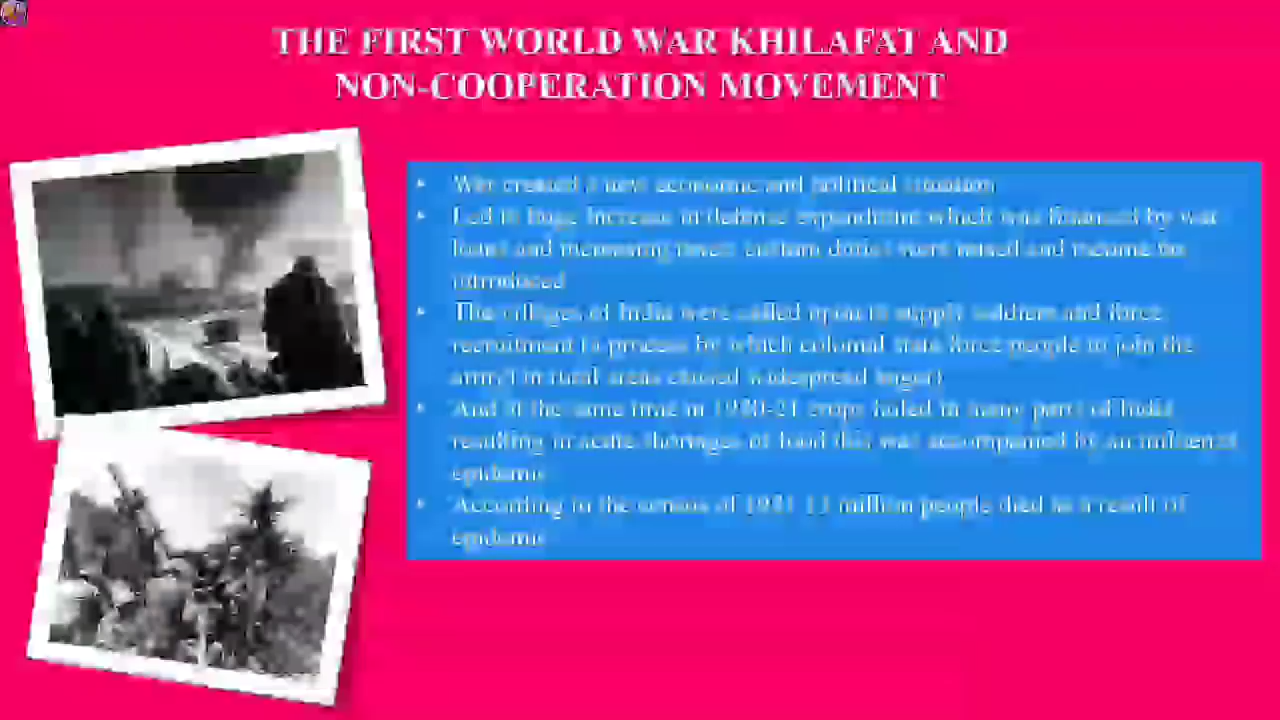 THE FIRST WORLD WAR KHILAFAT AND
NON-COOPERATION MOVEMENT
• War created a new economic and political situation
• Led to huge increase in defense expenditure which was financed by war
loans and increasing taxes custom duties were raised and income tax
introduced
• The villages of India were called upon to supply soldiers and force
recruitment (a process by which colonial state force people to join the
army) in rural areas caused widespread anger)
• And at the same time in 1920-21 crops failed in many parts of India
resulting in acute shortages of food this was accompanied by an
epidemic
• According to the census of 1921 million people died as a result of
epidemic